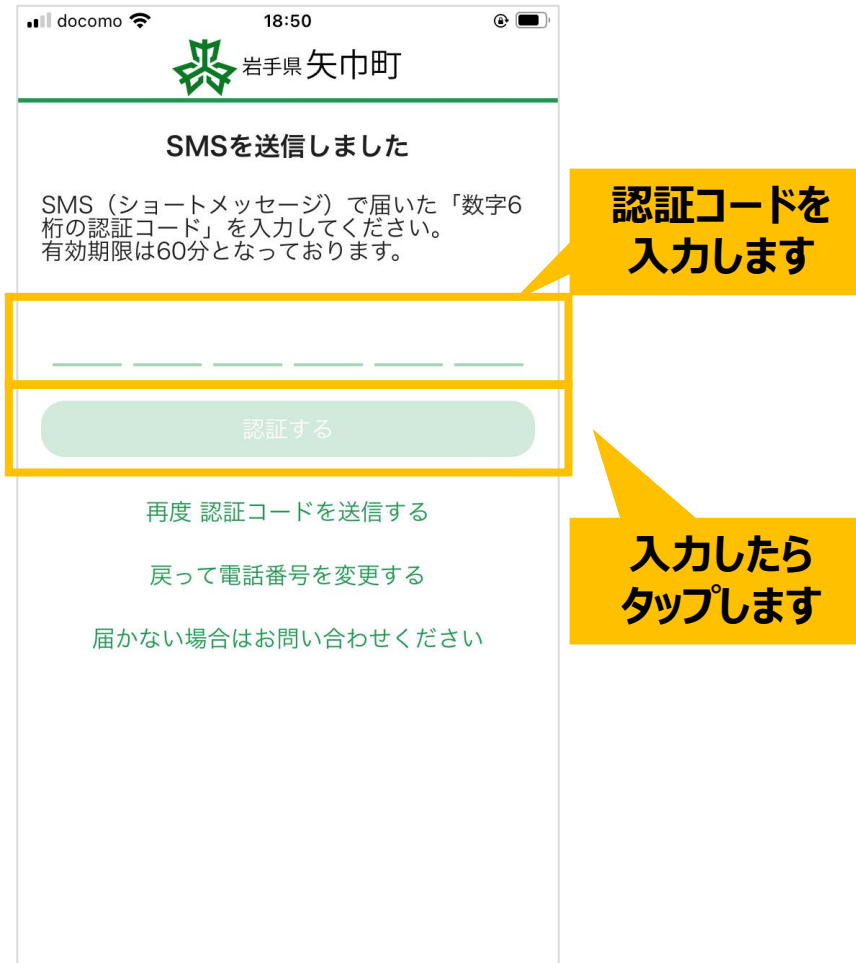 docomo 18:50
岩手県 矢巾町
SMSを送信しました
SMS（ショートメッセージ）で届いた「数字6
桁の認証コード」を入力してください。
有効期限は60分となっております。
認証コードを
入力します
認証する
再度 認証コードを送信する
戻って電話番号を変更する
届かない場合はお問い合わせください
入力したら
タップします